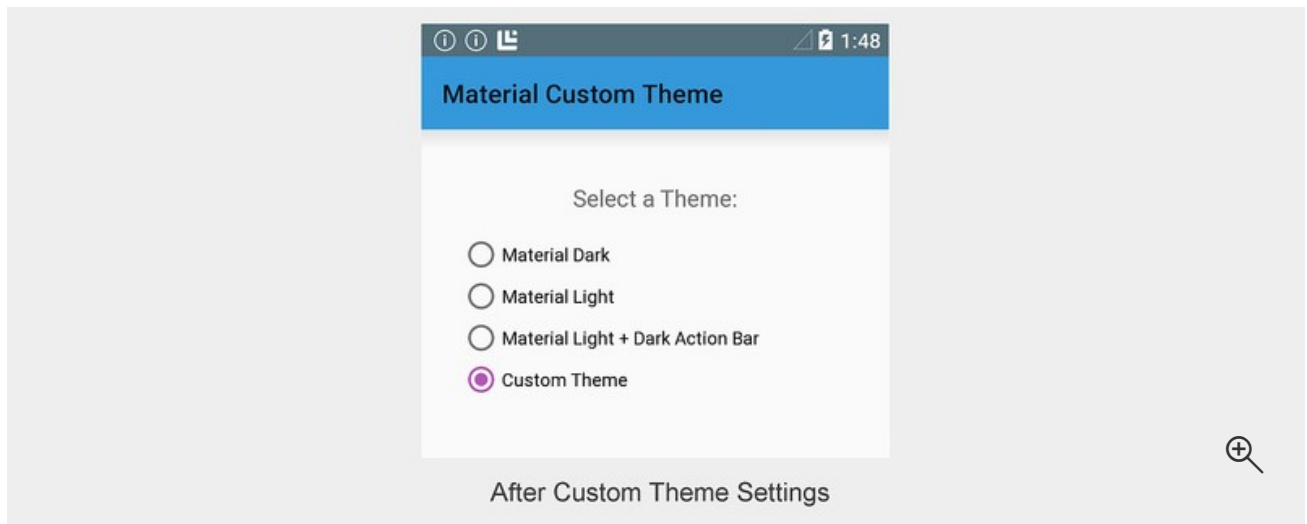 1:48
Material Custom Theme
Select a Theme:
Material Dark
Material Light
Material Light + Dark Action Bar
Custom Theme
After Custom Theme Settings